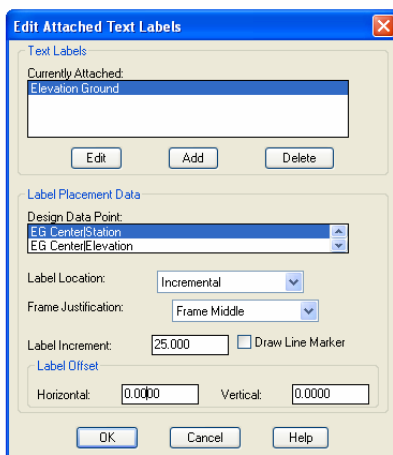 Edit Attached Text Labels
Text Labels
Currently Attached:
Elevation Ground
Edit Add Delete
Label Placement Data
Design Data Point:
EG Center|Station
EG Center|Elevation
Label Location: Incremental
Frame Justification: Frame Middle
Label Increment: 25.000 Draw Line Marker
Label Offset
Horizontal: 0.0000 Vertical: 0.0000
OK Cancel Help